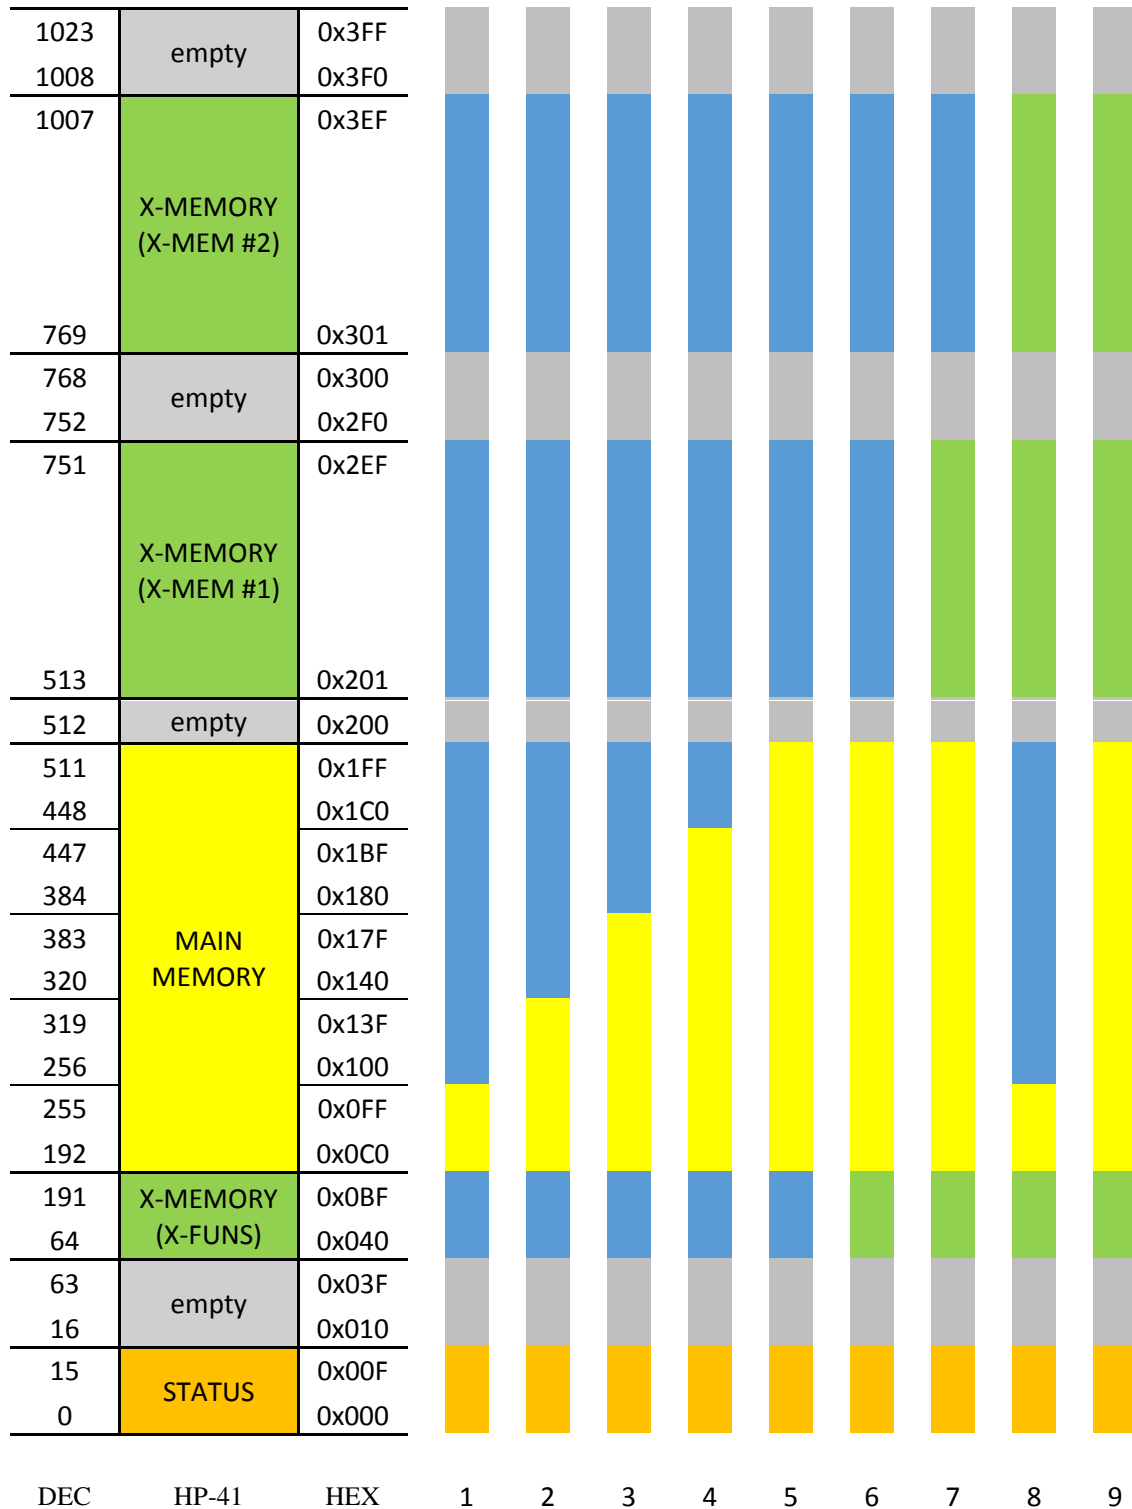 1023 0x3FF
empty
1008 0x3F0
1007 0x3EF
X-MEMORY
(X-MEM #2)
769 0x301
768 0x300
empty
752 0x2F0
751 0x2EF
X-MEMORY
(X-MEM #1)
513 0x201
512 empty 0x200
511 0x1FF
448 0x1C0
447 0x1BF
384 0x180
383 MAIN 0x17F
320 MEMORY 0x140
319 0x13F
256 0x100
255 0x0FF
192 0x0C0
191 X-MEMORY 0x0BF
64 (X-FUNS) 0x040
63 0x03F
empty
16 0x010
15 0x00F
STATUS
0 0x000
DEC HP-41 HEX 1 2 3 4 5 6 7 8 9